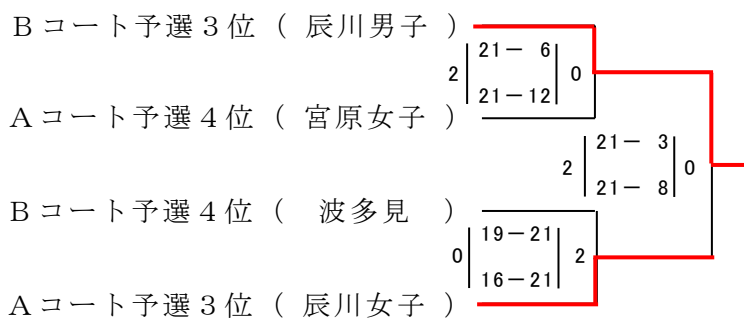 Bコート予選3位（ 辰川男子 ）
2 21－ 6 0
21－12
Aコート予選4位（ 宮原女子 ）
2 21－ 3 0
21－ 8
Bコート予選4位（ 波多見 ）
0 19－21 2
16－21
Aコート予選3位（ 辰川女子 ）